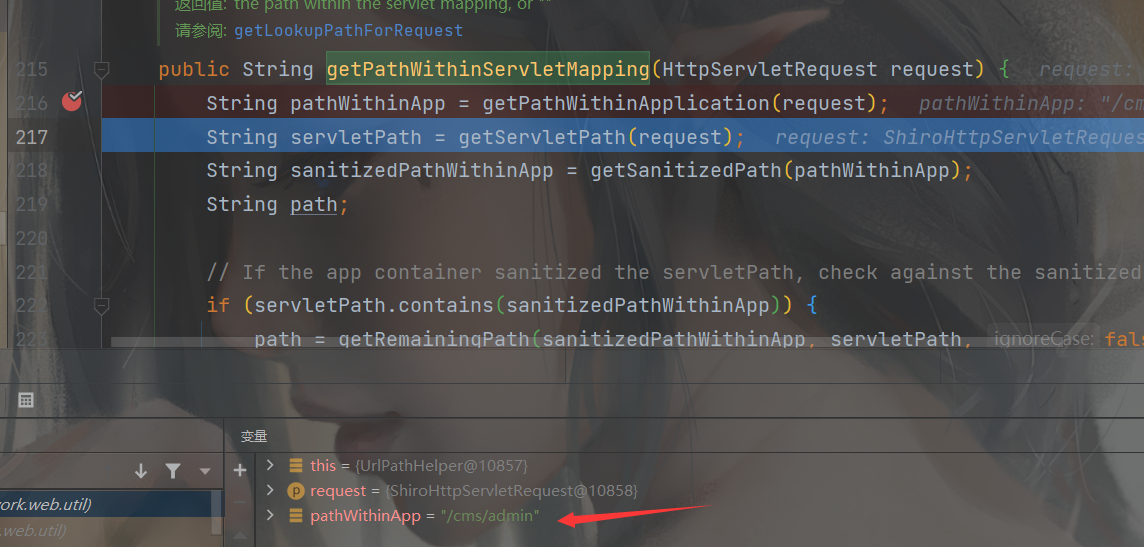 返回值: the path within the servlet mapping, or ""
请参阅: getLookupPathForRequest
215 public String getPathWithinServletMapping(HttpServletRequest request) { request:
216 String pathWithinApp = getPathWithinApplication(request); pathWithinApp: "/cm
217 String servletPath = getServletPath(request); request: ShiroHttpServletReques
218 String sanitizedPathWithinApp = getSanitizedPath(pathWithinApp);
219 String path;
220
221 // If the app container sanitized the servletPath, check against the sanitized
222 if (servletPath.contains(sanitizedPathWithinApp)) {
223 path = getRemainingPath(sanitizedPathWithinApp, servletPath, ignoreCase: fals
变量
this = {UrlPathHelper@10857}
p request = {ShiroHttpServletRequest@10858}
ork.web.util)
pathWithinApp = "/cms/admin"
.web.util)